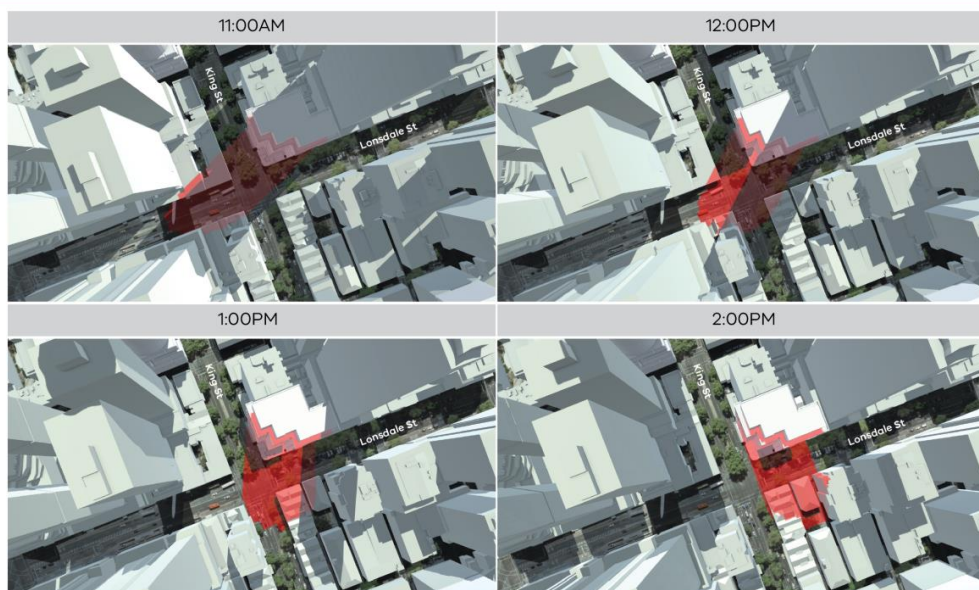 11:00AM
12:00PM
King St
Lonsdale St
King St
Lonsdale St
1:00PM
2:00PM
King St
Lonsdale St
King St
Lonsdale St